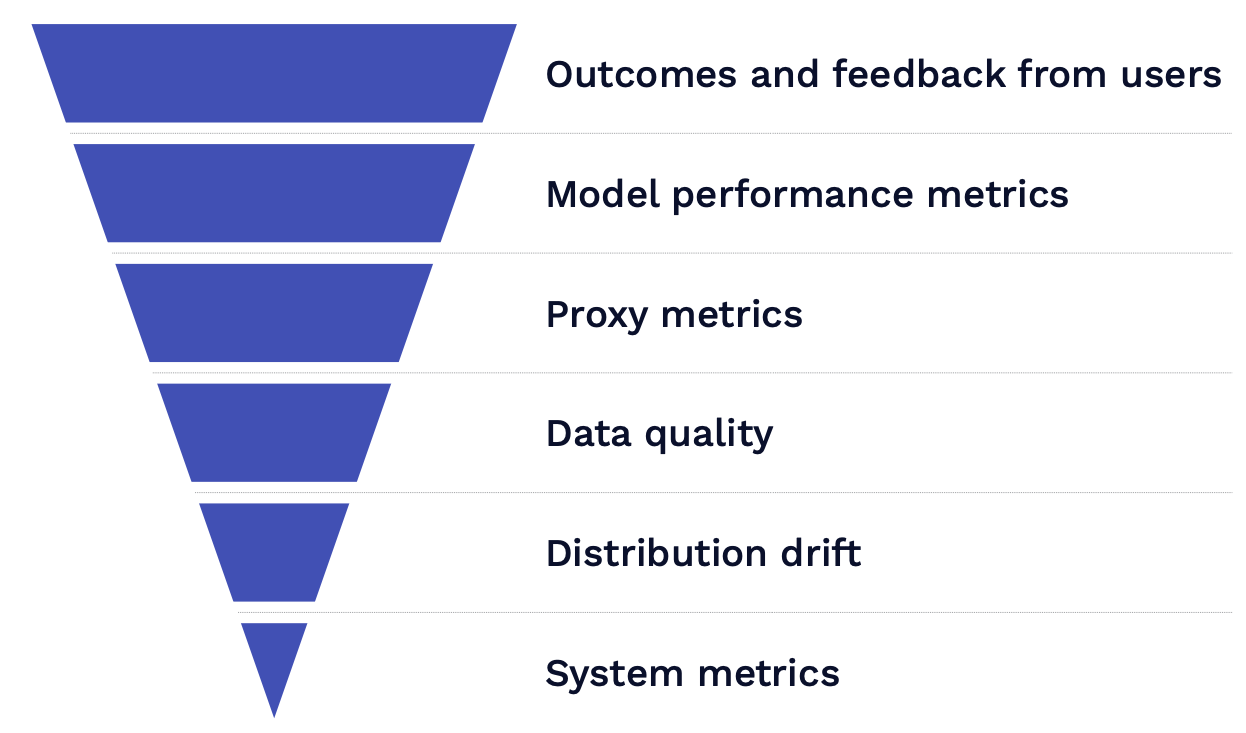 Outcomes and feedback from users
Model performance metrics
Proxy metrics
Data quality
Distribution drift
System metrics